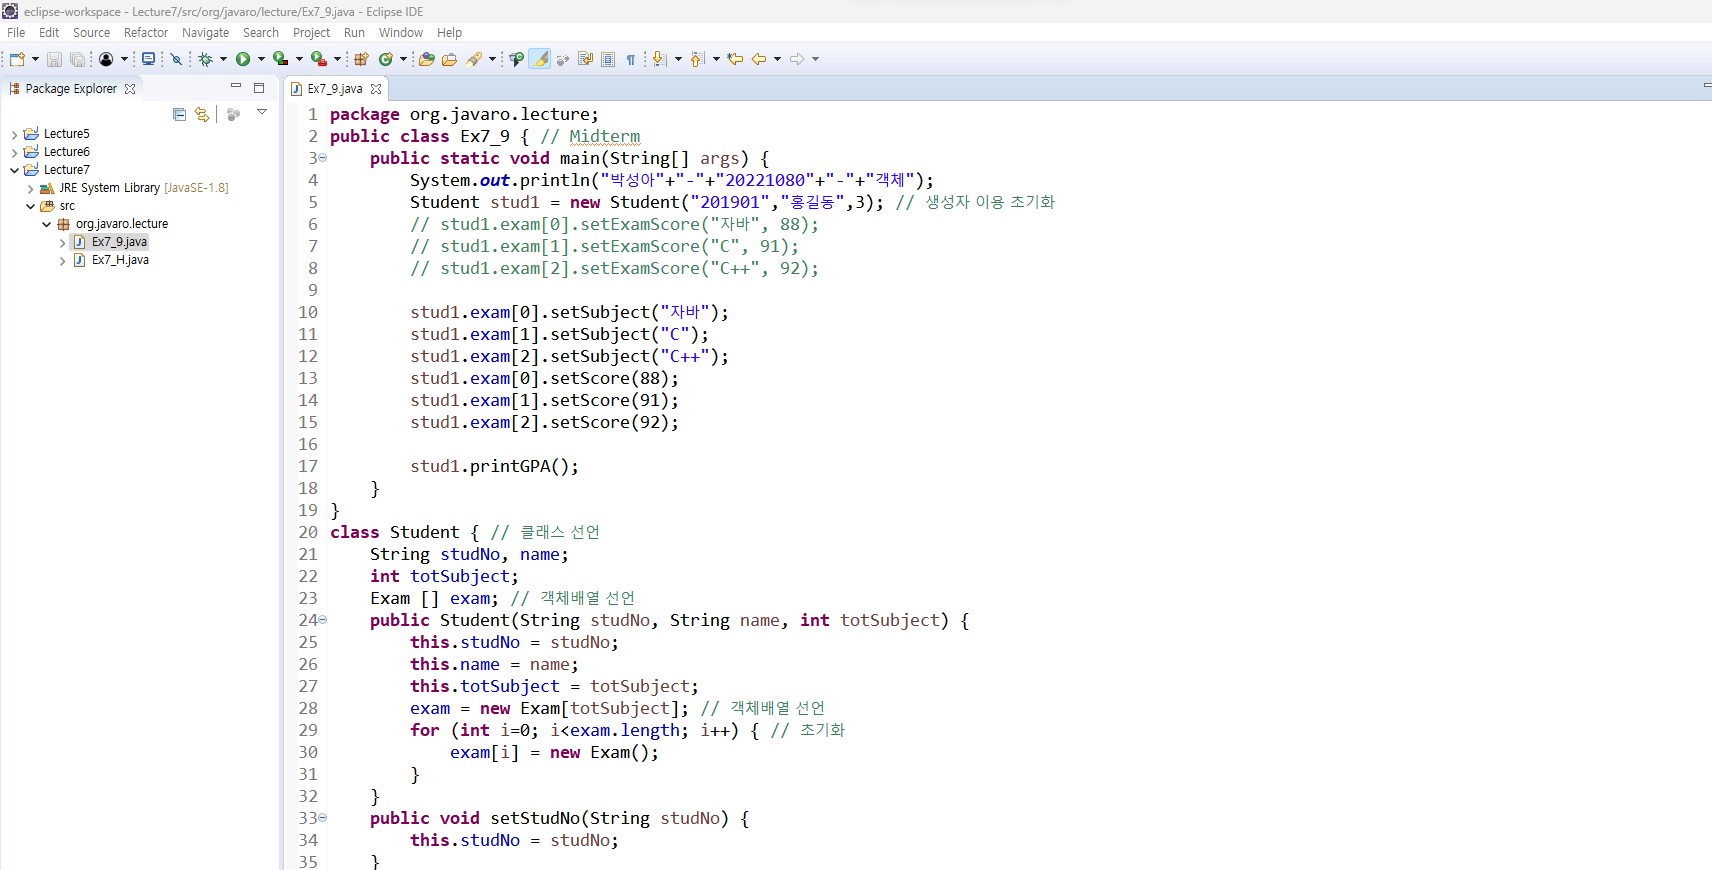 eclipse-workspace - Lecture7/src/org/javaro/lecture/Ex7_9.java - Eclipse IDE
File Edit Source Refactor Navigate Search Project Run Window Help
Package Explorer
Lecture5
Lecture6
Lecture7
JRE System Library [JavaSE-1.8]
src
org.javaro.lecture
Ex7_9.java
Ex7_H.java
Ex7_9.java
1 package org.javaro.lecture;
2 public class Ex7_9 { // Midterm
3 public static void main(String[] args) {
4 System.out.println("박성아"+"-"+"20221080"+"-"+"객체");
5 Student stud1 = new Student("201901","홍길동",3); // 생성자 이용 초기화
6 // stud1.exam[0].setExamScore("자바", 88);
7 // stud1.exam[1].setExamScore("C", 91);
8 // stud1.exam[2].setExamScore("C++", 92);
9
10 stud1.exam[0].setSubject("자바");
11 stud1.exam[1].setSubject("C");
12 stud1.exam[2].setSubject("C++");
13 stud1.exam[0].setScore(88);
14 stud1.exam[1].setScore(91);
15 stud1.exam[2].setScore(92);
16
17 stud1.printGPA();
18 }
19 }
20 class Student { // 클래스 선언
21 String studNo, name;
22 int totSubject;
23 Exam [] exam; // 객체배열 선언
24 public Student(String studNo, String name, int totSubject) {
25 this.studNo = studNo;
26 this.name = name;
27 this.totSubject = totSubject;
28 exam = new Exam[totSubject]; // 객체배열 선언
29 for (int i=0; i<exam.length; i++) { // 초기화
30 exam[i] = new Exam();
31 }
32 }
33 public void setStudNo(String studNo) {
34 this.studNo = studNo;
35 }